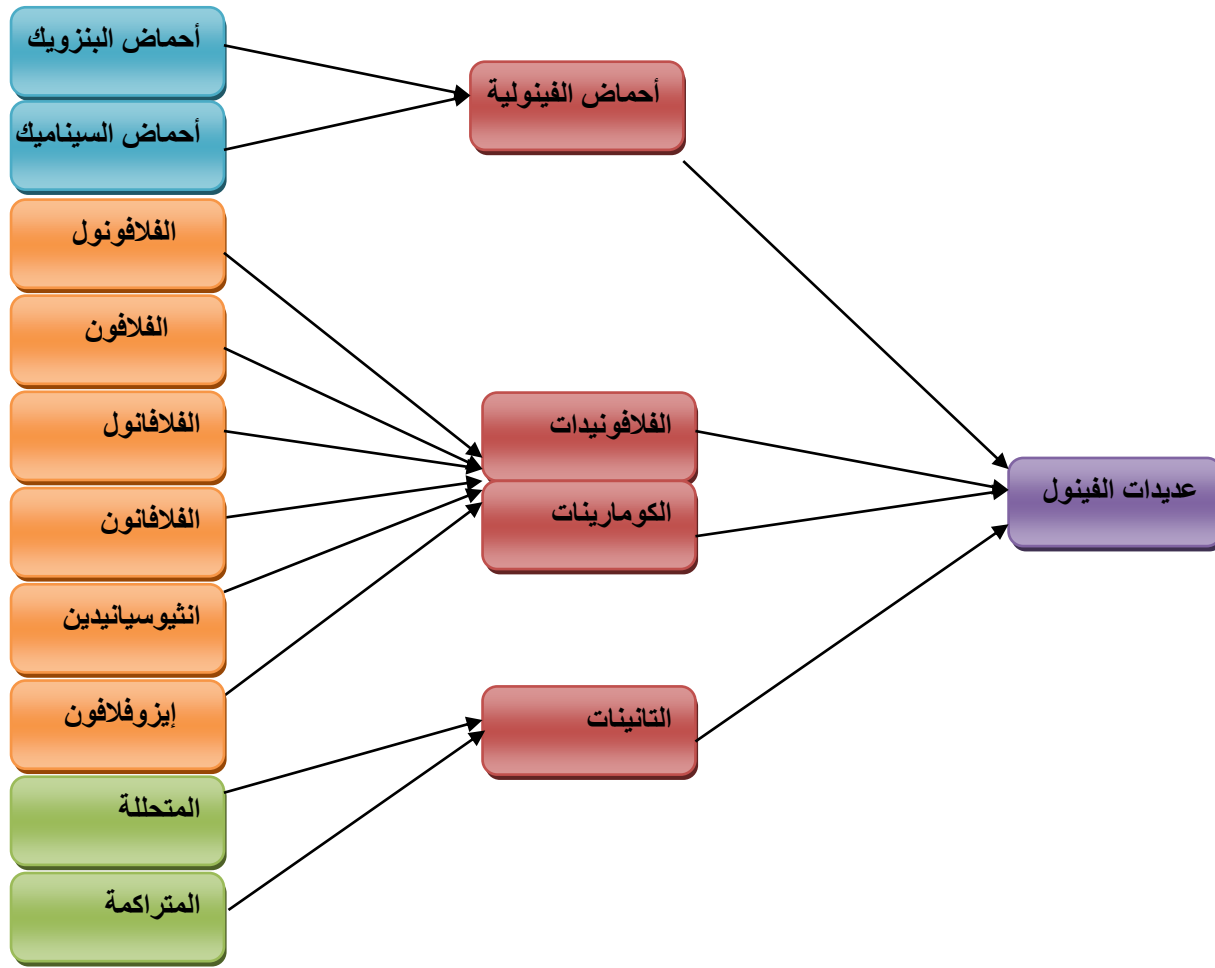 أحماض البنزويك
أحماض السيناميك
الفلافونول
الفلافون
الفلافانول
الفلافانون
انثيوسيانيدين
إيزوفلافون
المتحللة
المتراكمة
أحماض الفينولية
الفلافونيدات
الكومارينات
التانينات
عديدات الفينول